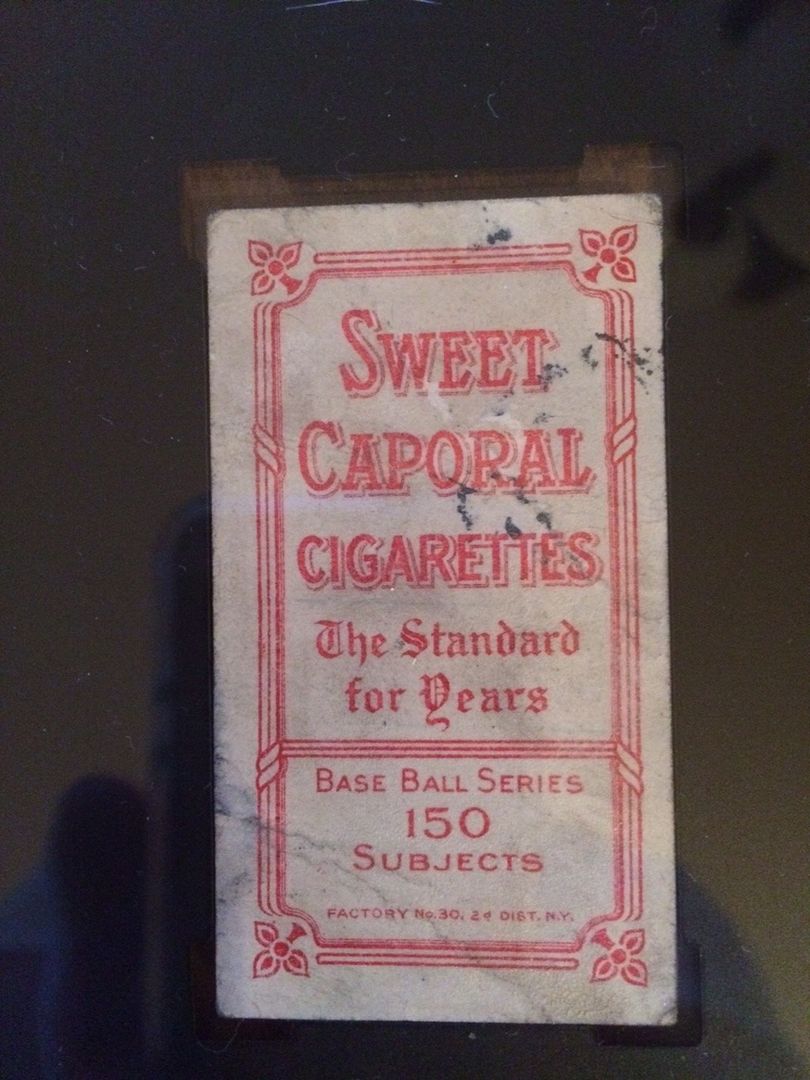 SWEET
CAPORAL
CIGARETTES
The Standard
for Years
BASE BALL SERIES
150
SUBJECTS
FACTORY No. 30, 2d DIST. N.Y.